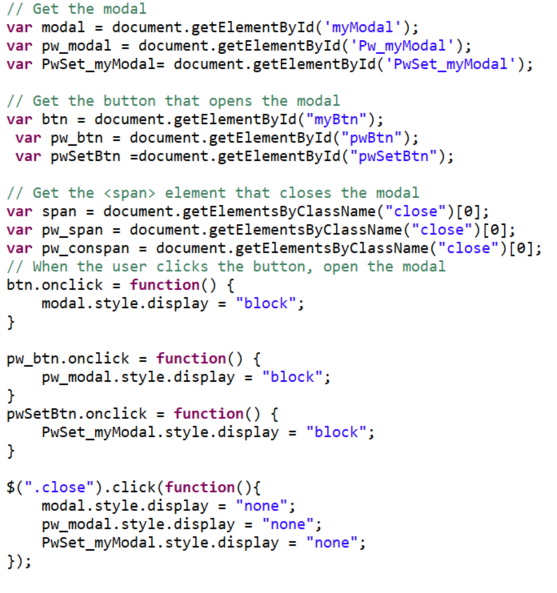 // Get the modal
var modal = document.getElementById('myModal');
var pw_modal = document.getElementById('Pw_myModal');
var PwSet_myModal= document.getElementById('PwSet_myModal');

// Get the button that opens the modal
var btn = document.getElementById("myBtn");
 var pw_btn = document.getElementById("pwBtn");
 var pwSetBtn =document.getElementById("pwSetBtn");

// Get the <span> element that closes the modal
var span = document.getElementsByClassName("close")[0];
var pw_span = document.getElementsByClassName("close")[0];
var pw_conspan = document.getElementsByClassName("close")[0];
// When the user clicks the button, open the modal
btn.onclick = function() {
    modal.style.display = "block";
}

pw_btn.onclick = function() {
    pw_modal.style.display = "block";
}
pwSetBtn.onclick = function() {
    PwSet_myModal.style.display = "block";
}

$(".close").click(function(){
    modal.style.display = "none";
    pw_modal.style.display = "none";
    PwSet_myModal.style.display = "none";
});